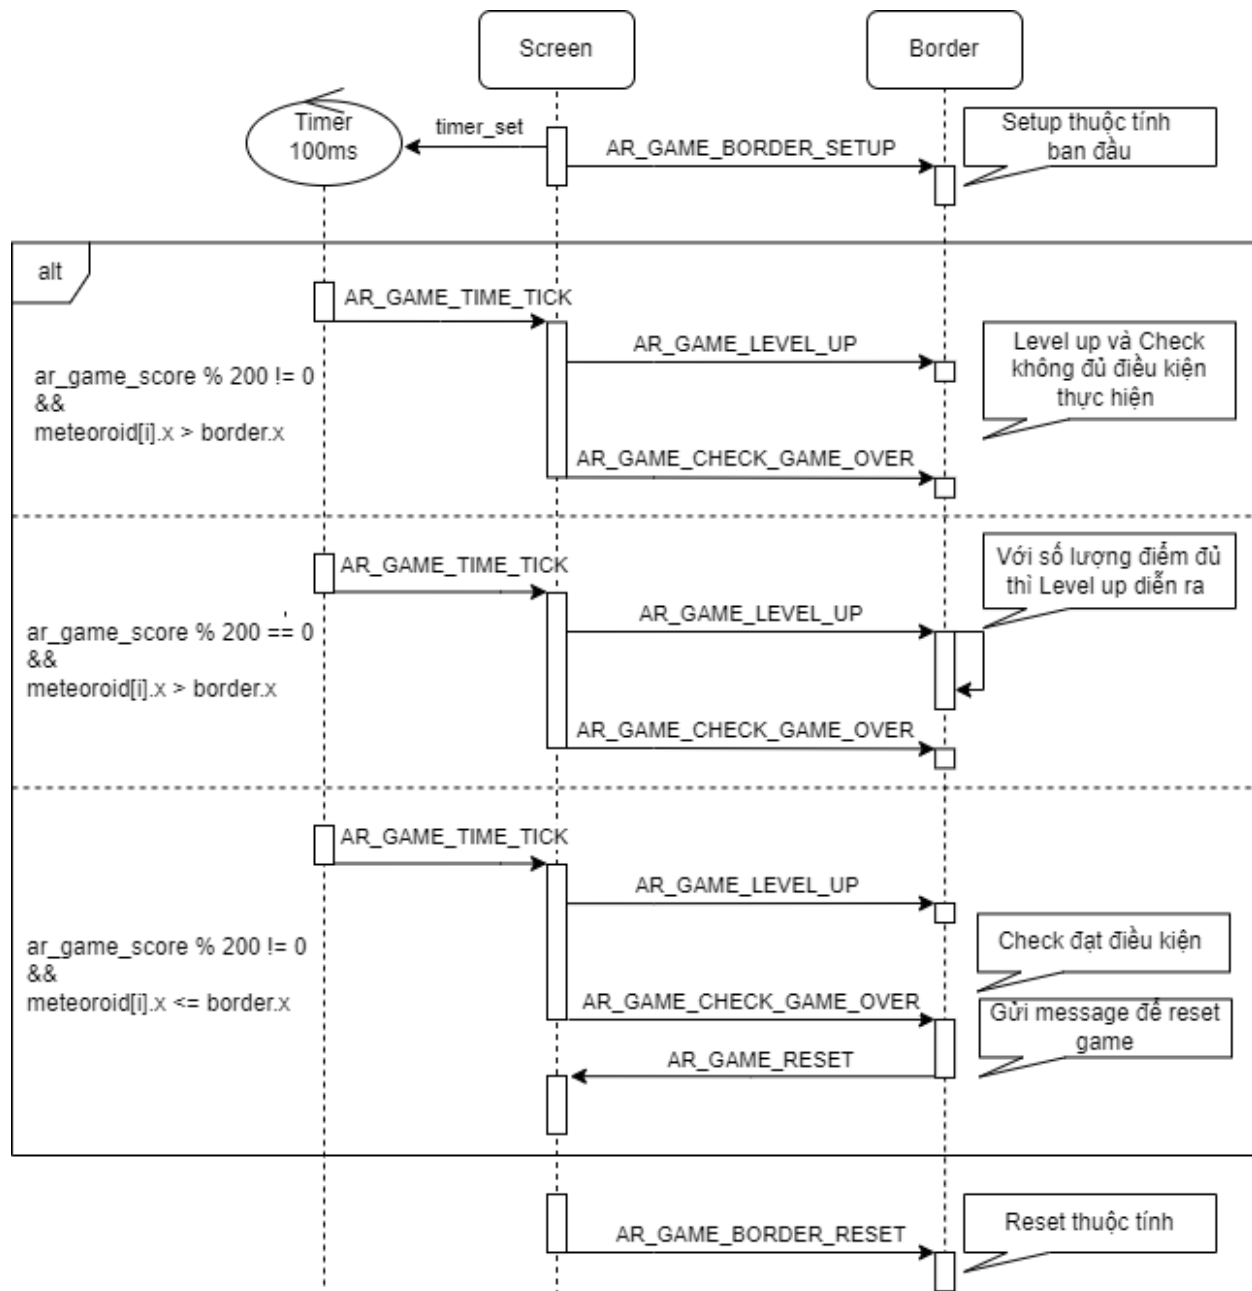 Screen
Border
Timer
100ms
timer_set
AR_GAME_BORDER_SETUP
Setup thuộc tính
ban đầu
alt
AR_GAME_TIME_TICK
AR_GAME_LEVEL_UP
Level up và Check
không đủ điều kiện
thực hiện
ar_game_score % 200 != 0
&&
meteoroid[i].x > border.x
AR_GAME_CHECK_GAME_OVER
AR_GAME_TIME_TICK
Với số lượng điểm đủ
thì Level up diễn ra
AR_GAME_LEVEL_UP
ar_game_score % 200 == 0
&&
meteoroid[i].x > border.x
AR_GAME_CHECK_GAME_OVER
AR_GAME_TIME_TICK
AR_GAME_LEVEL_UP
Check đạt điều kiện
ar_game_score % 200 != 0
&&
meteoroid[i].x <= border.x
AR_GAME_CHECK_GAME_OVER
Gửi message để reset
game
AR_GAME_RESET
AR_GAME_BORDER_RESET
Reset thuộc tính